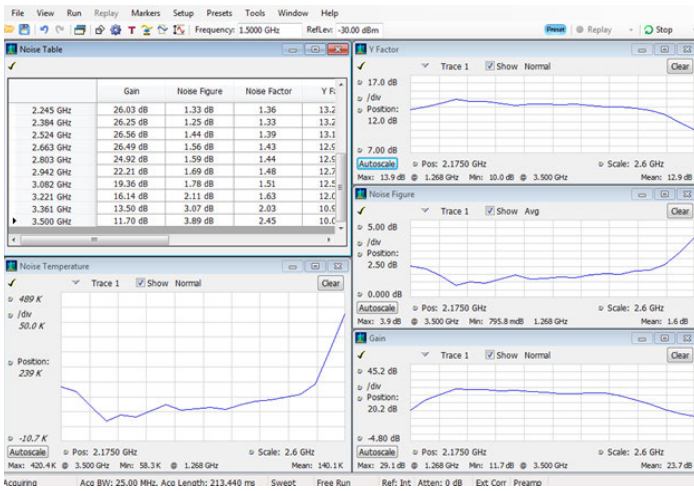 File View Run Replay Markers Setup Presets Tools Window Help
T Frequency: 1.5000 GHz RefLev: -30.00 dBm Preset Replay Stop
Noise Table
Gain Noise Figure Noise Factor Y Fa
2.245 GHz 26.03 dB 1.33 dB 1.36 13.2
2.384 GHz 26.25 dB 1.25 dB 1.33 13.2
2.524 GHz 26.56 dB 1.44 dB 1.39 13.1
2.663 GHz 26.49 dB 1.56 dB 1.43 12.9
2.803 GHz 24.92 dB 1.59 dB 1.44 12.9
2.942 GHz 22.21 dB 1.69 dB 1.48 12.7
3.082 GHz 19.36 dB 1.78 dB 1.51 12.5
3.221 GHz 16.14 dB 2.11 dB 1.63 12.0
3.361 GHz 13.50 dB 3.07 dB 2.03 10.9
3.500 GHz 11.70 dB 3.89 dB 2.45 10.0
Y Factor
Trace 1 Show Normal Clear
17.0 dB
/div
Position:
12.0 dB
7.00 dB
Autoscale Pos: 2.1750 GHz Scale: 2.6 GHz
Max: 13.9 dB @ 1.268 GHz Min: 10.0 dB @ 3.500 GHz Mean: 12.9 dB
Noise Figure
Trace 1 Show Avg Clear
5.00 dB
/div
Position:
2.50 dB
0.000 dB
Autoscale Pos: 2.1750 GHz Scale: 2.6 GHz
Max: 3.9 dB @ 3.500 GHz Min: 795.8 mdB 1.268 GHz Mean: 1.6 dB
Noise Temperature
Trace 1 Show Normal Clear
489 K
/div
50.0 K
Position:
239 K
-10.7 K
Autoscale Pos: 2.1750 GHz Scale: 2.6 GHz
Max: 420.4 K @ 3.500 GHz Min: 58.3 K @ 1.268 GHz Mean: 140.1 K
Gain
Trace 1 Show Normal Clear
45.2 dB
/div
Position:
20.2 dB
-4.80 dB
Autoscale Pos: 2.1750 GHz Scale: 2.6 GHz
Max: 29.1 dB @ 1.268 GHz Min: 11.7 dB @ 3.500 GHz Mean: 23.7 dB
Acquiring Acq BW: 25.00 MHz, Acq Length: 213.440 ms Swept Free Run Ref: Int Atten: 0 dB Ext Corr Preamp